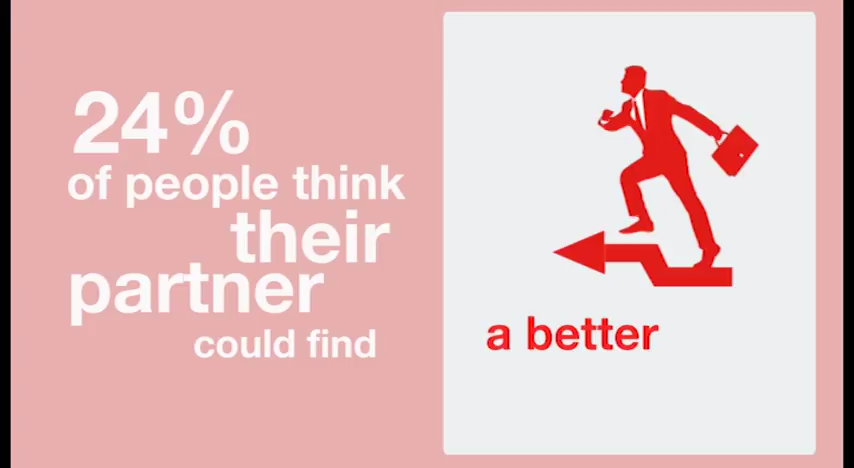 24%
of people think
their
partner
could find
a better